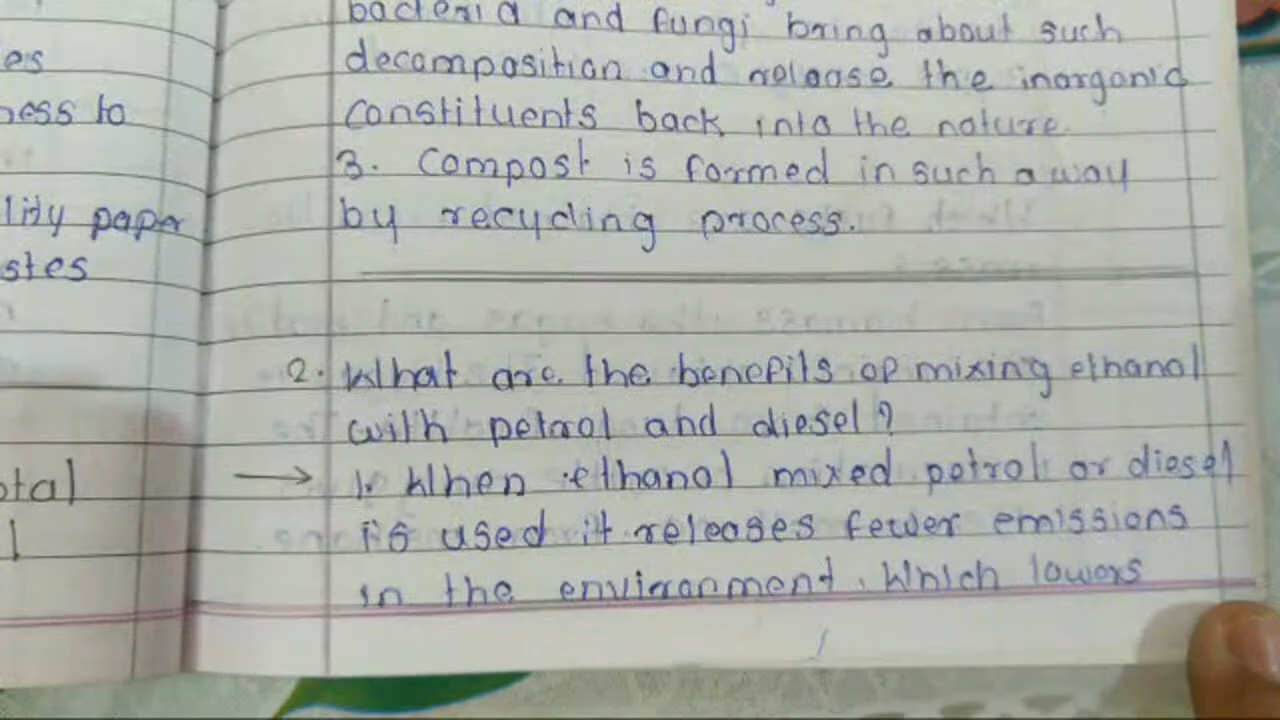 es
ness to
lity paper
stes
otal
bacteria and fungi bring about such
decomposition and release the inorganic
constituents back into the nature.
3. Compost is formed in such a way
by recycling process.
2. What are the benefits of mixing ethanol
with petrol and diesel?
→ 1. When ethanol mixed petrol or diesel
is used it releases fewer emissions
in the environment. Which lowers